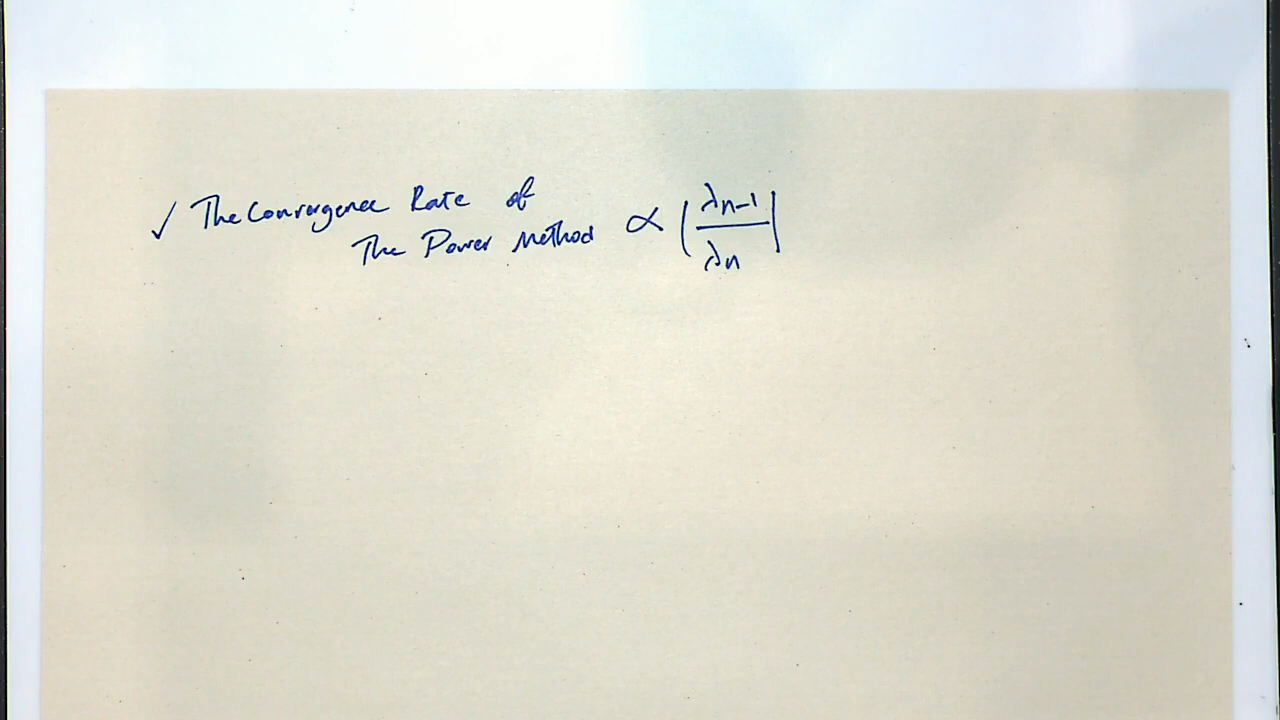 ✓ The Convergence Rate of
The Power Method ∝ |λn-1 / λn|